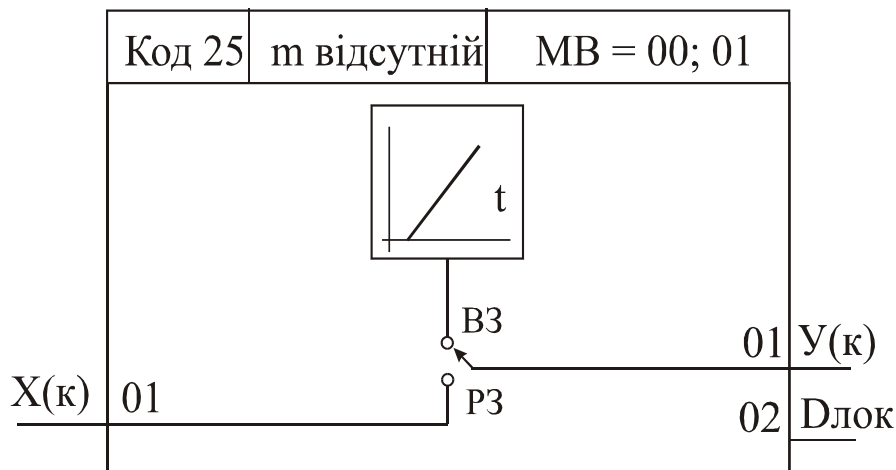 Код 25 m відсутній МВ = 00; 01
t
ВЗ
01 У(к)
Х(к) 01 РЗ
02 Dлок